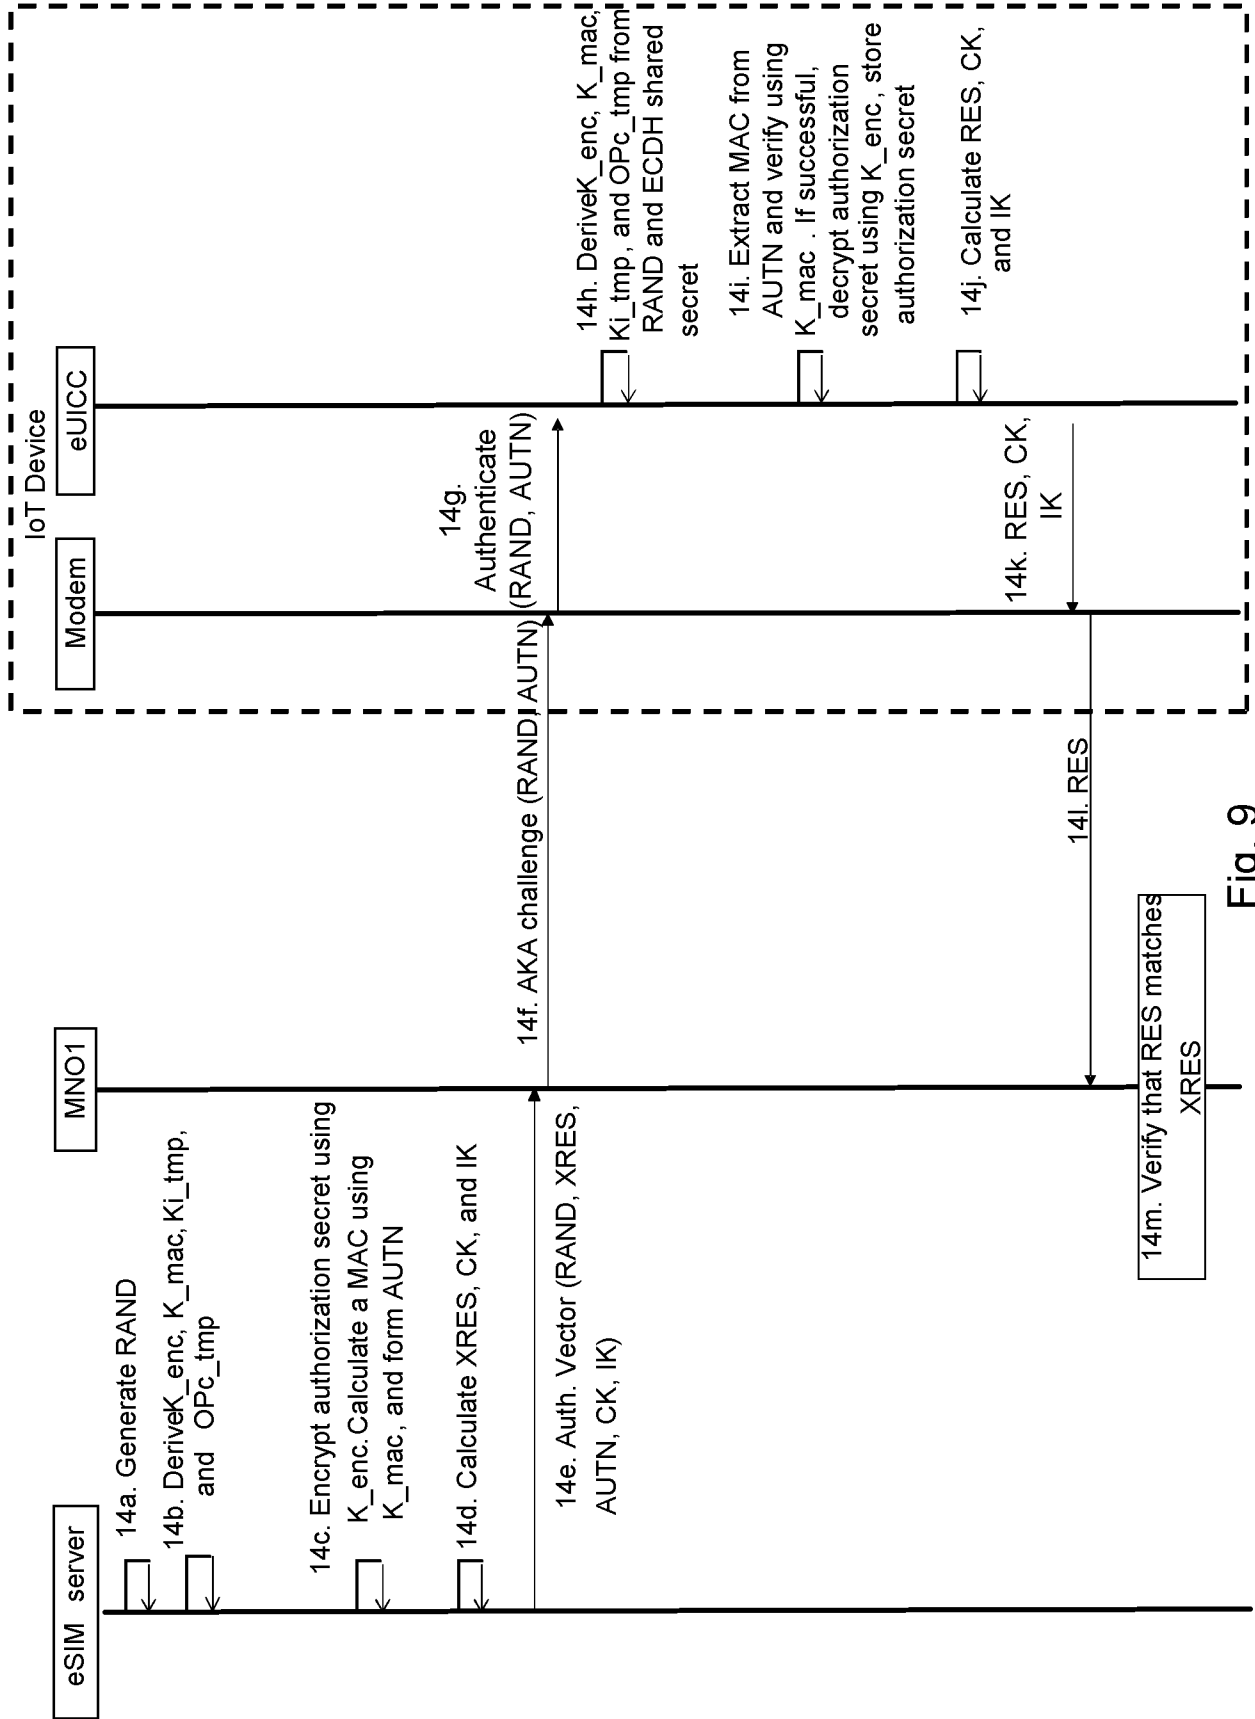 IoT Device
eSIM server
MNO1
Modem
eUICC
14a. Generate RAND
14b. DeriveK_enc, K_mac, Ki_tmp,
and OPc_tmp
14c. Encrypt authorization secret using
K_enc.Calculate a MAC using
K_mac, and form AUTN
14d. Calculate XRES, CK, and IK
14e. Auth. Vector (RAND, XRES,
AUTN, CK, IK)
14f. AKA challenge (RAND, AUTN)
14g.
Authenticate
(RAND, AUTN)
14h. DeriveK_enc, K_mac,
Ki_tmp, and OPc_tmp from
RAND and ECDH shared
secret
14i. Extract MAC from
AUTN and verify using
K_mac . If successful,
decrypt authorization
secret using K_enc, store
authorization secret
14j. Calculate RES, CK,
and IK
14k. RES, CK,
IK
14l. RES
14m. Verify that RES matches
XRES
Fig. 9